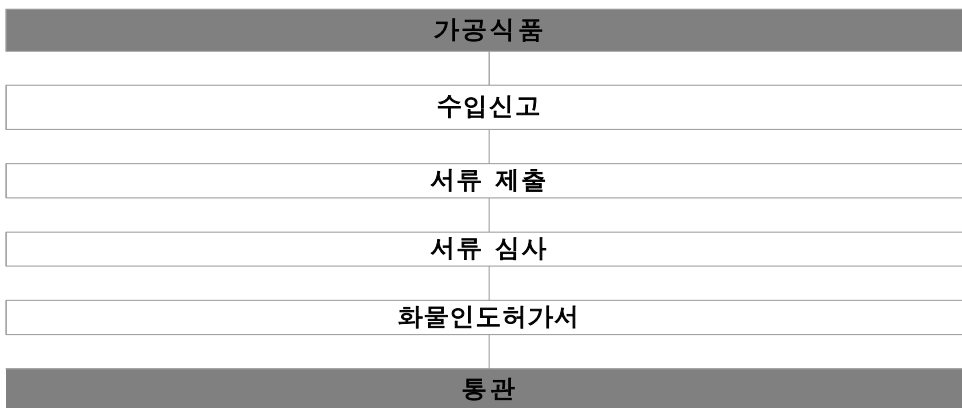 가공식품
수입신고
서류 제출
서류 심사
화물인도허가서
통관